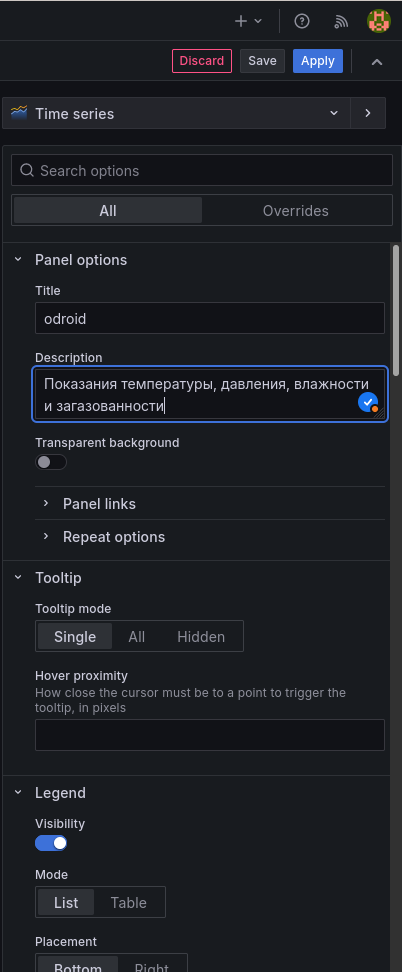 Discard Save Apply
Time series
Search options
All Overrides
Panel options
Title
odroid
Description
Показания температуры, давления, влажности
и загазованности
Transparent background
Panel links
Repeat options
Tooltip
Tooltip mode
Single All Hidden
Hover proximity
How close the cursor must be to a point to trigger the
tooltip, in pixels
Legend
Visibility
Mode
List Table
Placement
Bottom Right